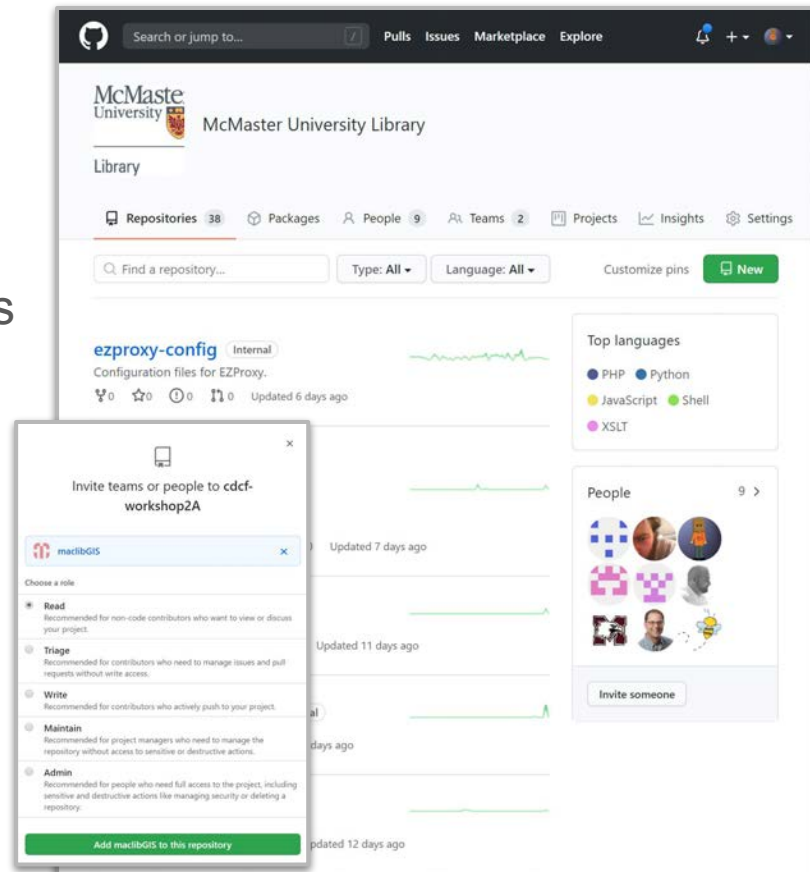 Search or jump to...
/
Pulls Issues Marketplace Explore
McMaste
University
Library
McMaster University Library
Repositories 38 Packages People 9 Teams 2 Projects Insights Settings
Find a repository...
Type: All
Language: All
Customize pins
New
s
ezproxy-config Internal
Configuration files for EZProxy.
0 0 0 0 Updated 6 days ago
Top languages
PHP Python
JavaScript Shell
XSLT
Updated 7 days ago
Updated 11 days ago
al
days ago
pdated 12 days ago
People 9 >
Invite someone
×
Invite teams or people to cdcf-
workshop2A
maclibGIS ×
Choose a role
Read
Recommended for non-code contributors who want to view or discuss
your project.
Triage
Recommended for contributors who need to manage issues and pull
requests without write access.
Write
Recommended for contributors who actively push to your project.
Maintain
Recommended for project managers who need to manage the
repository without access to sensitive or destructive actions.
Admin
Recommended for people who need full access to the project, including
sensitive and destructive actions like managing security or deleting a
repository.
Add maclibGIS to this repository